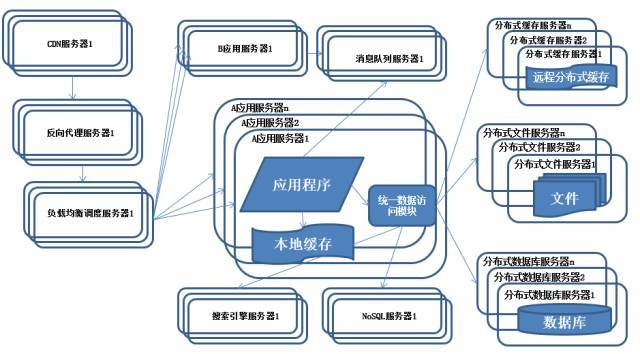 CDN服务器1
反向代理服务器1
负载均衡调度服务器1
B应用服务器1
消息队列服务器1
A应用服务器n
A应用服务器2
A应用服务器1
应用程序
统一数据访
问模块
本地缓存
搜索引擎服务器1
NoSQL服务器1
分布式缓存服务器n
分布式缓存服务器2
分布式缓存服务器1
远程分布式缓存
分布式文件服务器n
分布式文件服务器2
分布式文件服务器1
文件
分布式数据库服务器n
分布式数据库服务器2
分布式数据库服务器1
数据库